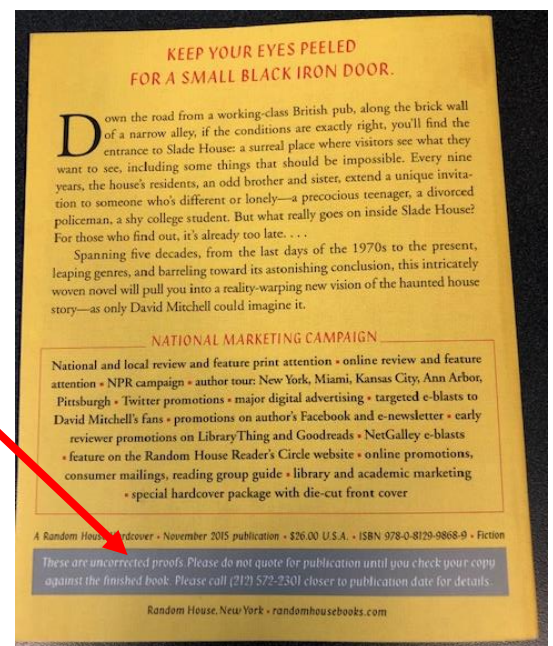 KEEP YOUR EYES PEELED
FOR A SMALL BLACK IRON DOOR.
Down the road from a working-class British pub, along the brick wall
of a narrow alley, if the conditions are exactly right, you'll find the
entrance to Slade House: a surreal place where visitors see what they
want to see, including some things that should be impossible. Every nine
years, the house's residents, an odd brother and sister, extend a unique invita-
tion to someone who's different or lonely—a precocious teenager, a divorced
policeman, a shy college student. But what really goes on inside Slade House?
For those who find out, it's already too late. . . .
Spanning five decades, from the last days of the 1970s to the present,
leaping genres, and barreling toward its astonishing conclusion, this intricately
woven novel will pull you into a reality-warping new vision of the haunted house
story—as only David Mitchell could imagine it.
NATIONAL MARKETING CAMPAIGN
National and local review and feature print attention • online review and feature
attention • NPR campaign • author tour: New York, Miami, Kansas City, Ann Arbor,
Pittsburgh • Twitter promotions • major digital advertising • targeted e-blasts to
David Mitchell's fans • promotions on author's Facebook and e-newsletter • early
reviewer promotions on LibraryThing and Goodreads • NetGalley e-blasts
• feature on the Random House Reader's Circle website • online promotions,
consumer mailings, reading group guide • library and academic marketing
• special hardcover package with die-cut front cover
A Random House Hardcover • November 2015 publication • $26.00 U.S.A. • ISBN 978-0-8129-9868-9 • Fiction
These are uncorrected proofs. Please do not quote for publication until you check your copy
against the finished book. Please call (212) 572-2301 closer to publication date for details.
Random House, New York • randomhousebooks.com